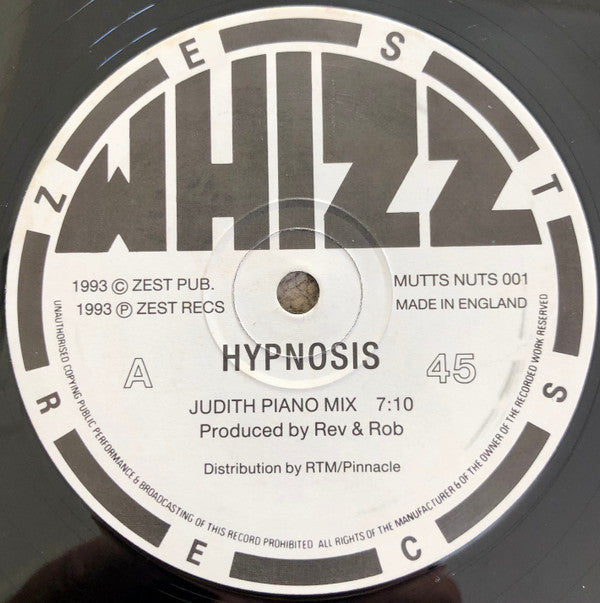 ZEST
WHIZZ
1993 © ZEST PUB.
MUTTS NUTS 001
1993 ℗ ZEST RECS
MADE IN ENGLAND
HYPNOSIS
A
45
JUDITH PIANO MIX 7:10
Produced by Rev & Rob
Distribution by RTM/Pinnacle
UNAUTHORISED COPYING PUBLIC PERFORMANCE & BROADCASTING OF THIS RECORD PROHIBITED ALL RIGHTS OF THE MANUFACTURER & OF THE OWNER OF THE RECORDED WORK RESERVED
RECS